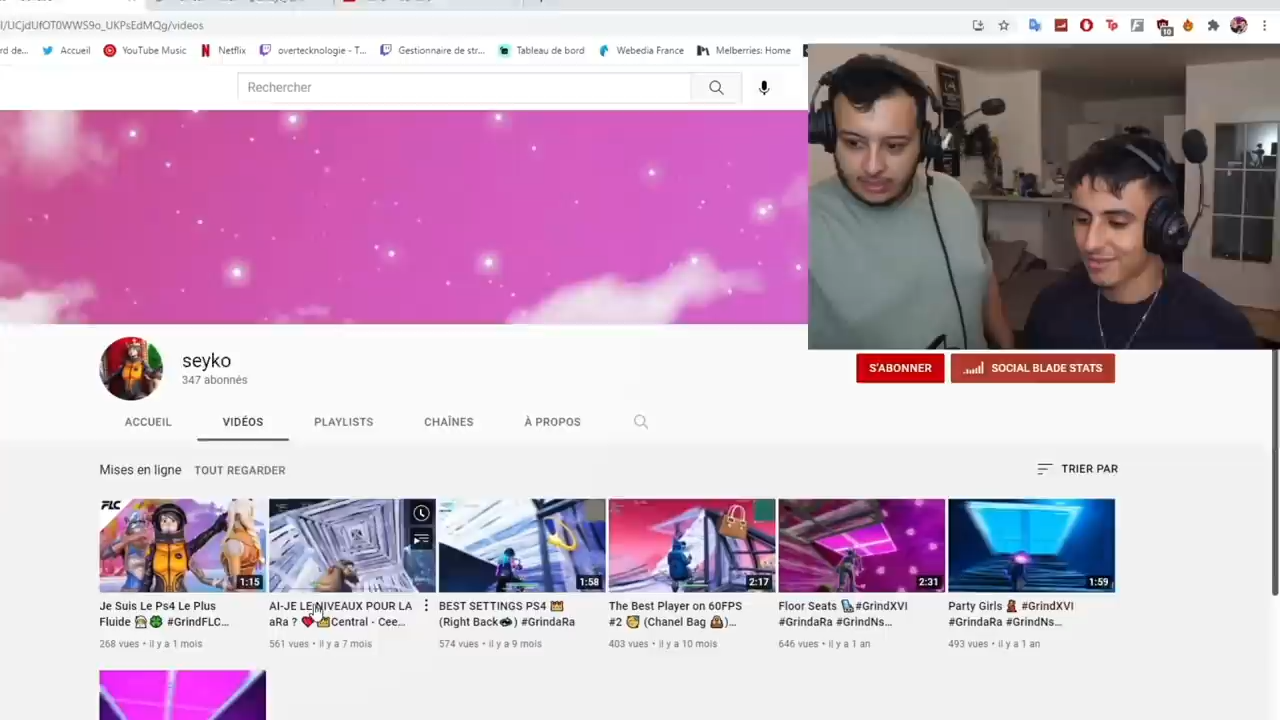 l/UCjdUfOT0WWS9o_UKPsEdMQg/videos
rd de... Accueil YouTube Music Netflix overtecknologie - T... Gestionnaire de str... Tableau de bord Webedia France Melberries: Home
Rechercher
seyko
347 abonnés
S'ABONNER
SOCIAL BLADE STATS
ACCUEIL VIDÉOS PLAYLISTS CHAÎNES À PROPOS
Mises en ligne TOUT REGARDER
TRIER PAR
FLC
1:15
1:58
2:17
2:31
1:59
Je Suis Le Ps4 Le Plus
Fluide #GrindFLC...
268 vues • il y a 1 mois
AI-JE LE NIVEAUX POUR LA
aRa ? ❤️ Central - Cee...
561 vues • il y a 7 mois
BEST SETTINGS PS4 👑
(Right Back👁️) #GrindaRa
574 vues • il y a 9 mois
The Best Player on 60FPS
#2 (Chanel Bag 👜)...
403 vues • il y a 10 mois
Floor Seats #GrindXVI
#GrindaRa #GrindNs...
646 vues • il y a 1 an
Party Girls #GrindXVI
#GrindaRa #GrindNs...
493 vues • il y a 1 an